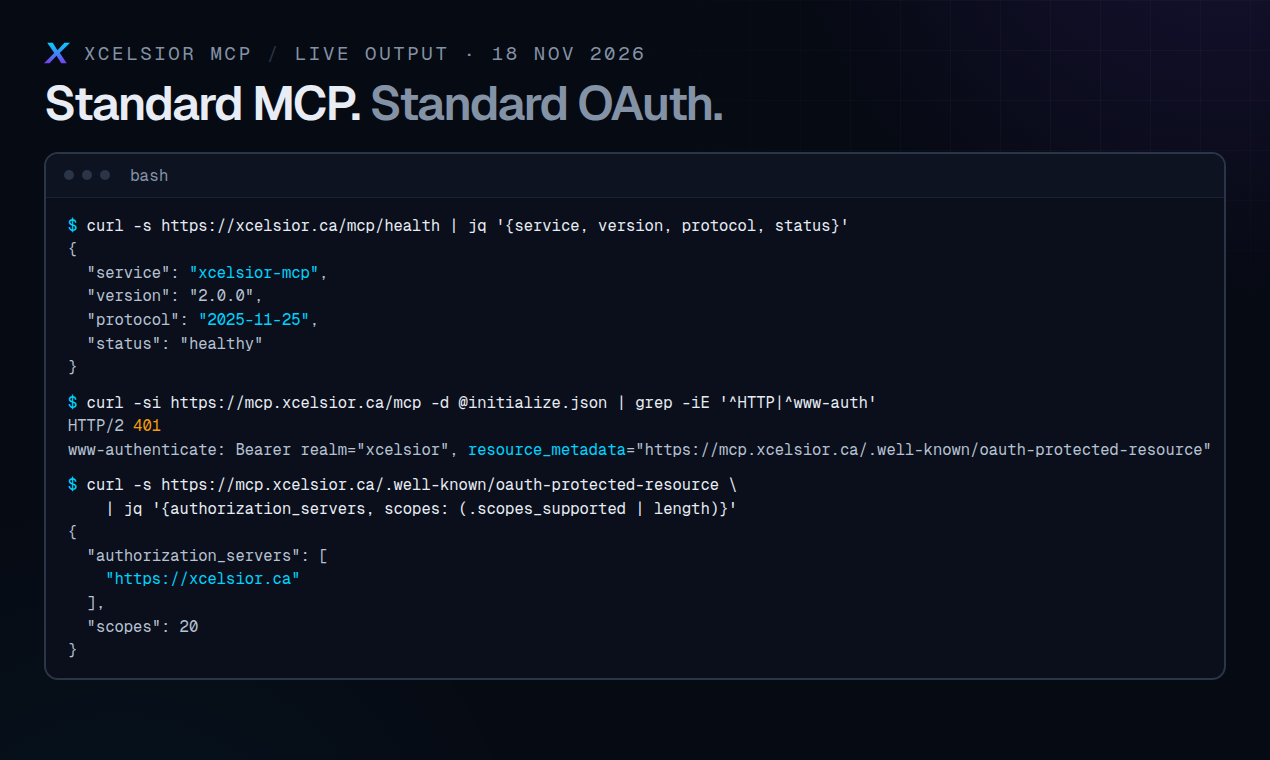 XCELSIOR MCP / LIVE OUTPUT · 18 NOV 2026
Standard MCP. Standard OAuth.
bash
$ curl -s https://xcelsior.ca/mcp/health | jq '{service, version, protocol, status}'
{
  "service": "xcelsior-mcp",
  "version": "2.0.0",
  "protocol": "2025-11-25",
  "status": "healthy"
}
$ curl -si https://mcp.xcelsior.ca/mcp -d @initialize.json | grep -iE '^HTTP|^www-auth'
HTTP/2 401
www-authenticate: Bearer realm="xcelsior", resource_metadata="https://mcp.xcelsior.ca/.well-known/oauth-protected-resource"
$ curl -s https://mcp.xcelsior.ca/.well-known/oauth-protected-resource \
    | jq '{authorization_servers, scopes: (.scopes_supported | length)}'
{
  "authorization_servers": [
    "https://xcelsior.ca"
  ],
  "scopes": 20
}